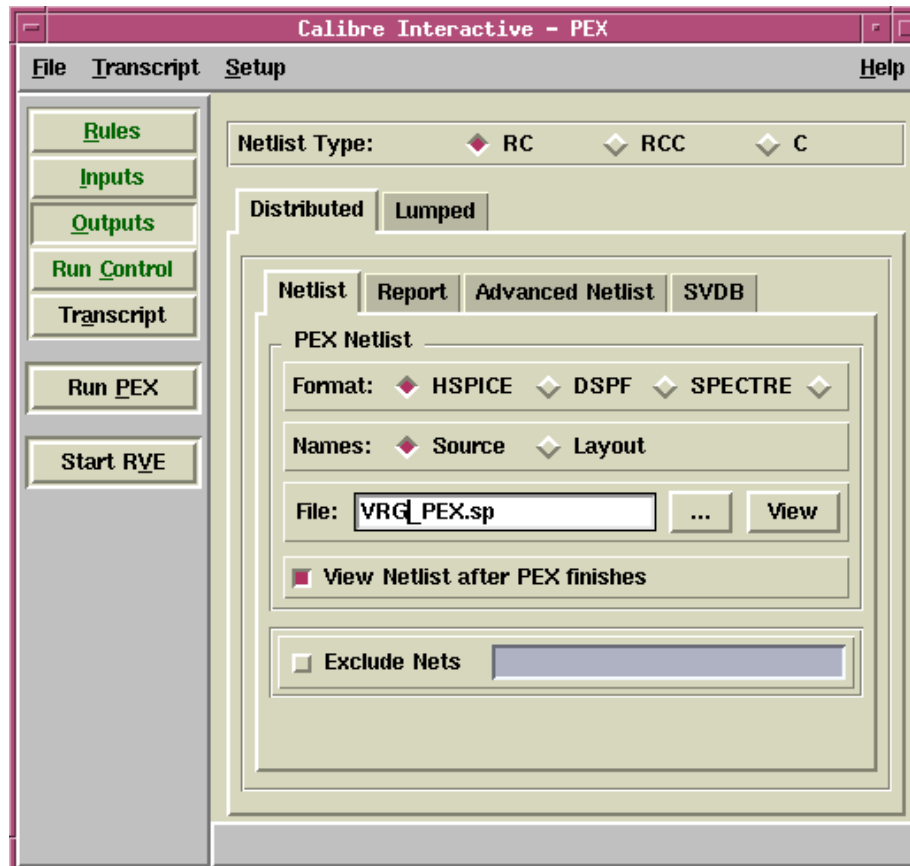 Calibre Interactive - PEX
File Transcript Setup Help
Rules
Inputs
Outputs
Run Control
Transcript
Run PEX
Start RVE
Netlist Type: RC RCC C
Distributed Lumped
Netlist Report Advanced Netlist SVDB
PEX Netlist
Format: HSPICE DSPF SPECTRE
Names: Source Layout
File: VRG_PEX.sp ... View
View Netlist after PEX finishes
Exclude Nets